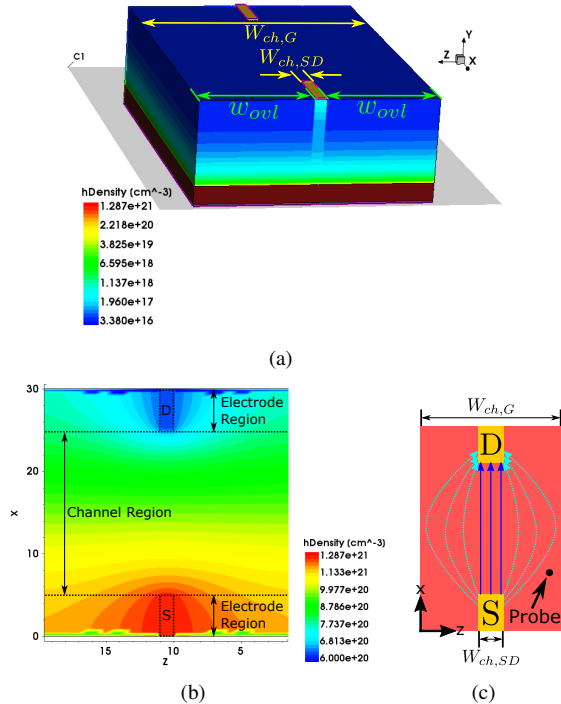 W_{ch,G}
W_{ch,SD}
w_{ovl} w_{ovl}
C1
Y
Z X
hDensity [cm^-3]
1.287e+21
2.218e+20
3.825e+19
6.595e+18
1.137e+18
1.960e+17
3.380e+16
(a)
30
20
10
0
X
15 10 5
Z
D
Electrode
Region
Channel Region
S
Electrode
Region
hDensity [cm^-3]
1.287e+21
1.133e+21
9.977e+20
8.786e+20
7.737e+20
6.813e+20
6.000e+20
(b)
W_{ch,G}
D
S
Probe
X
Z
W_{ch,SD}
(c)